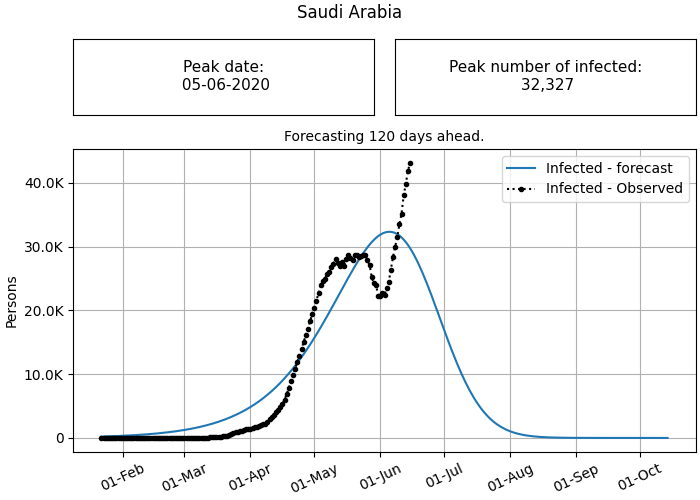 Saudi Arabia
Peak date:
05-06-2020
Peak number of infected:
32,327
Forecasting 120 days ahead.
Infected - forecast
Infected - Observed
Persons
40.0K
30.0K
20.0K
10.0K
0
01-Feb
01-Mar
01-Apr
01-May
01-Jun
01-Jul
01-Aug
01-Sep
01-Oct